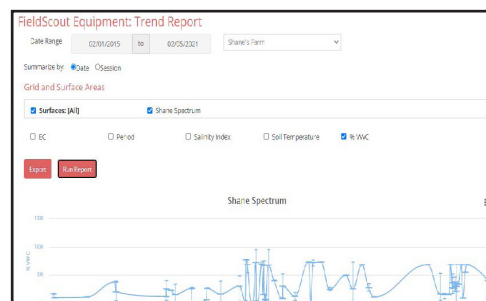 FieldScout Equipment: Trend Report
Date Range 02/01/2015 to 02/05/2021 Shane's Farm
Summarize by: Date Session
Grid and Surface Areas
Surfaces: [All] Shane Spectrum
EC Period Salinity Index Soil Temperature % VWC
Export Run Report
Shane Spectrum
% VWC